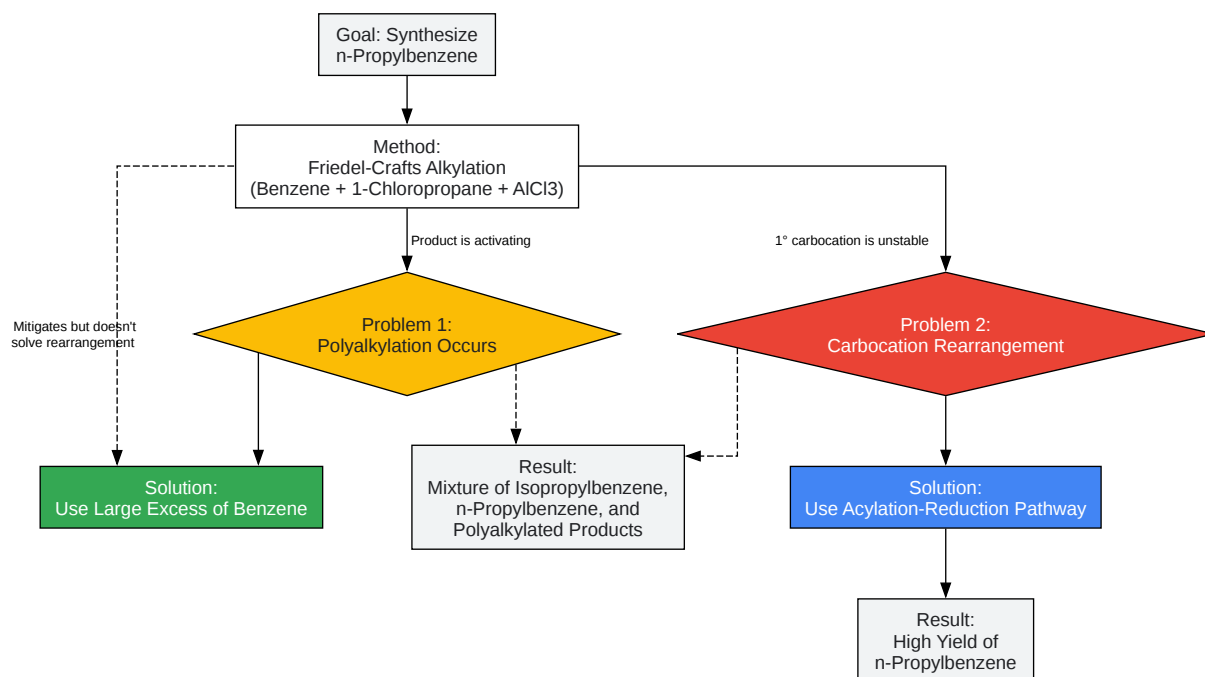 Goal: Synthesize
n-Propylbenzene
Method:
Friedel-Crafts Alkylation
(Benzene + 1-Chloropropane + AlCl3)
Product is activating
1° carbocation is unstable
Mitigates but doesn't
solve rearrangement
Problem 1:
Polyalkylation Occurs
Problem 2:
Carbocation Rearrangement
Solution:
Use Large Excess of Benzene
Result:
Mixture of Isopropylbenzene,
n-Propylbenzene, and
Polyalkylated Products
Solution:
Use Acylation-Reduction Pathway
Result:
High Yield of
n-Propylbenzene